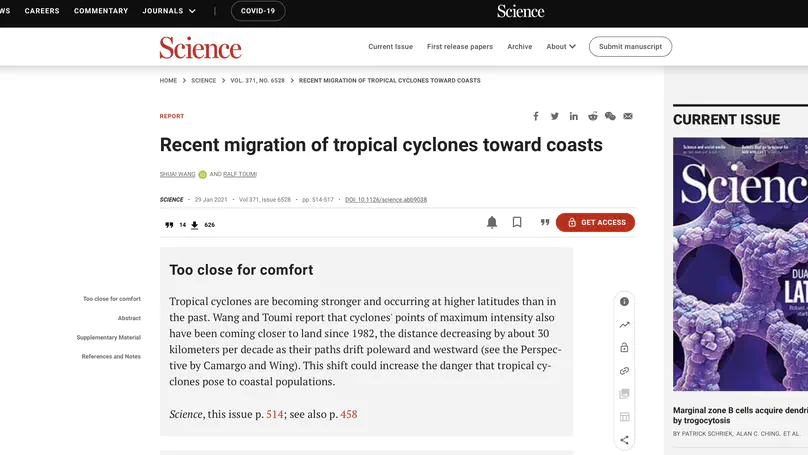 WS CAREERS COMMENTARY JOURNALS | COVID-19 Science
Science Current Issue First release papers Archive About Submit manuscript
HOME > SCIENCE > VOL. 371, NO. 6528 > RECENT MIGRATION OF TROPICAL CYCLONES TOWARD COASTS
REPORT
Recent migration of tropical cyclones toward coasts
SHUAI WANG AND RALF TOUMI
SCIENCE • 29 Jan 2021 • Vol 371, Issue 6528 • pp. 514-517 • DOI: 10.1126/science.abb9038
14 626 GET ACCESS
Too close for comfort
Abstract
Supplementary Material
References and Notes
Too close for comfort
Tropical cyclones are becoming stronger and occurring at higher latitudes than in
the past. Wang and Toumi report that cyclones' points of maximum intensity also
have been coming closer to land since 1982, the distance decreasing by about 30
kilometers per decade as their paths drift poleward and westward (see the Perspec-
tive by Camargo and Wing). This shift could increase the danger that tropical cy-
clones pose to coastal populations.
Science, this issue p. 514; see also p. 458
CURRENT ISSUE
Scienc
DUA
LAT
Marginal zone B cells acquire dendri
by trogocytosis
BY PATRICK SCHRIEK, ALAN C. CHING, ET AL.